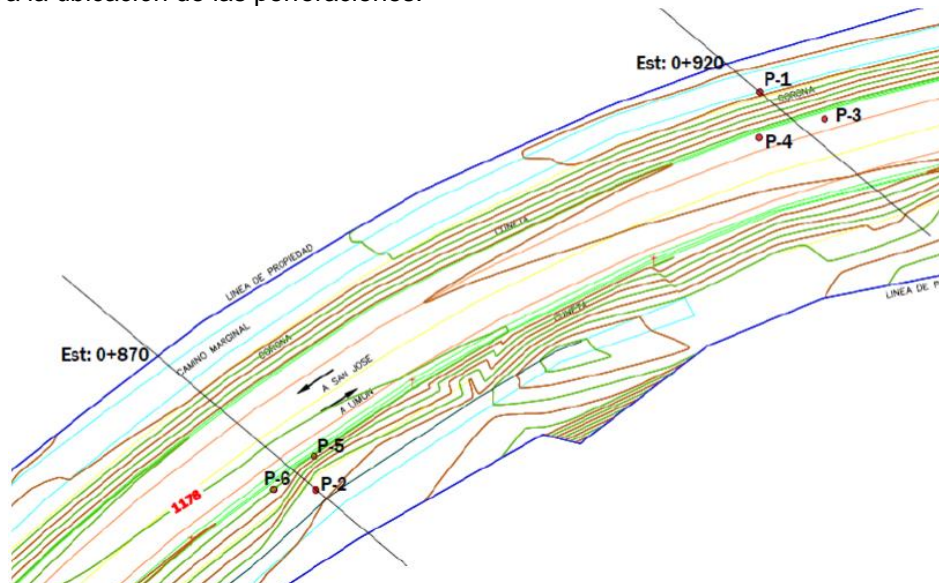 a la ubicación de las perforaciones.
Est: 0+920
P-1
CORONA
P-3
P-4
CUNETA
LINEA DE PROPIEDAD
CUNETA
LINEA DE P
Est: 0+870
CAMINO MARGINAL
CORONA
A SAN JOSE
A LIMON
P-5
P-6
P-2
1178